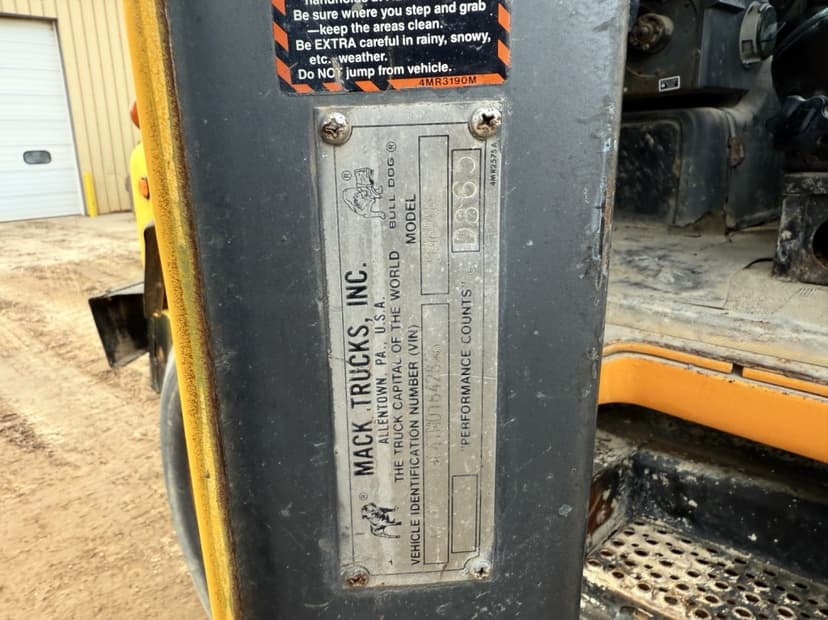 Be sure where you step and grab
—keep the areas clean.
Be EXTRA careful in rainy, snowy,
etc. weather.
Do NOT jump from vehicle.
4MR3190M
4MR2575A
® ®
BULL DOG ®
MACK TRUCKS, INC.
ALLENTOWN, PA., U.S.A.
THE TRUCK CAPITAL OF THE WORLD
VEHICLE IDENTIFICATION NUMBER (VIN) MODEL
"PERFORMANCE COUNTS"